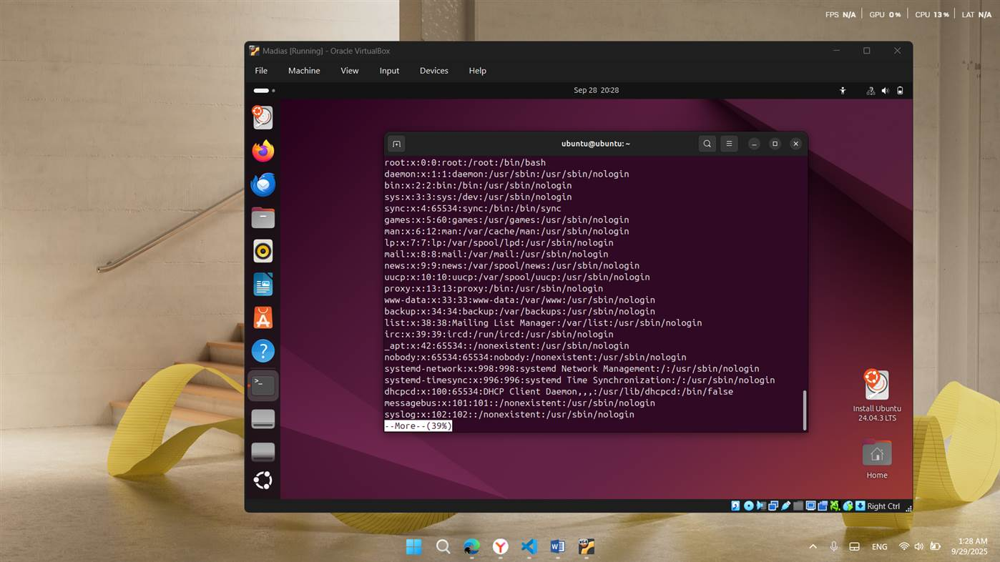 FPS N/A GPU 0% CPU 13% LAT N/A
Madias [Running] - Oracle VirtualBox
File Machine View Input Devices Help
Sep 28 20:28
ubuntu@ubuntu: ~
root:x:0:0:root:/root:/bin/bash
daemon:x:1:1:daemon:/usr/sbin:/usr/sbin/nologin
bin:x:2:2:bin:/bin:/usr/sbin/nologin
sys:x:3:3:sys:/dev:/usr/sbin/nologin
sync:x:4:65534:sync:/bin:/bin/sync
games:x:5:60:games:/usr/games:/usr/sbin/nologin
man:x:6:12:man:/var/cache/man:/usr/sbin/nologin
lp:x:7:7:lp:/var/spool/lpd:/usr/sbin/nologin
mail:x:8:8:mail:/var/mail:/usr/sbin/nologin
news:x:9:9:news:/var/spool/news:/usr/sbin/nologin
uucp:x:10:10:uucp:/var/spool/uucp:/usr/sbin/nologin
proxy:x:13:13:proxy:/bin:/usr/sbin/nologin
www-data:x:33:33:www-data:/var/www:/usr/sbin/nologin
backup:x:34:34:backup:/var/backups:/usr/sbin/nologin
list:x:38:38:Mailing List Manager:/var/list:/usr/sbin/nologin
irc:x:39:39:ircd:/run/ircd:/usr/sbin/nologin
_apt:x:42:65534::/nonexistent:/usr/sbin/nologin
nobody:x:65534:65534:nobody:/nonexistent:/usr/sbin/nologin
systemd-network:x:998:998:systemd Network Management:/:/usr/sbin/nologin
systemd-timesync:x:996:996:systemd Time Synchronization:/:/usr/sbin/nologin
dhcpcd:x:100:65534:DHCP Client Daemon,,,:/usr/lib/dhcpcd:/bin/false
messagebus:x:101:101::/nonexistent:/usr/sbin/nologin
syslog:x:102:102::/nonexistent:/usr/sbin/nologin
--More--(39%)
Install Ubuntu
24.04.3 LTS
Home
Right Ctrl
ENG
1:28 AM
9/29/2025